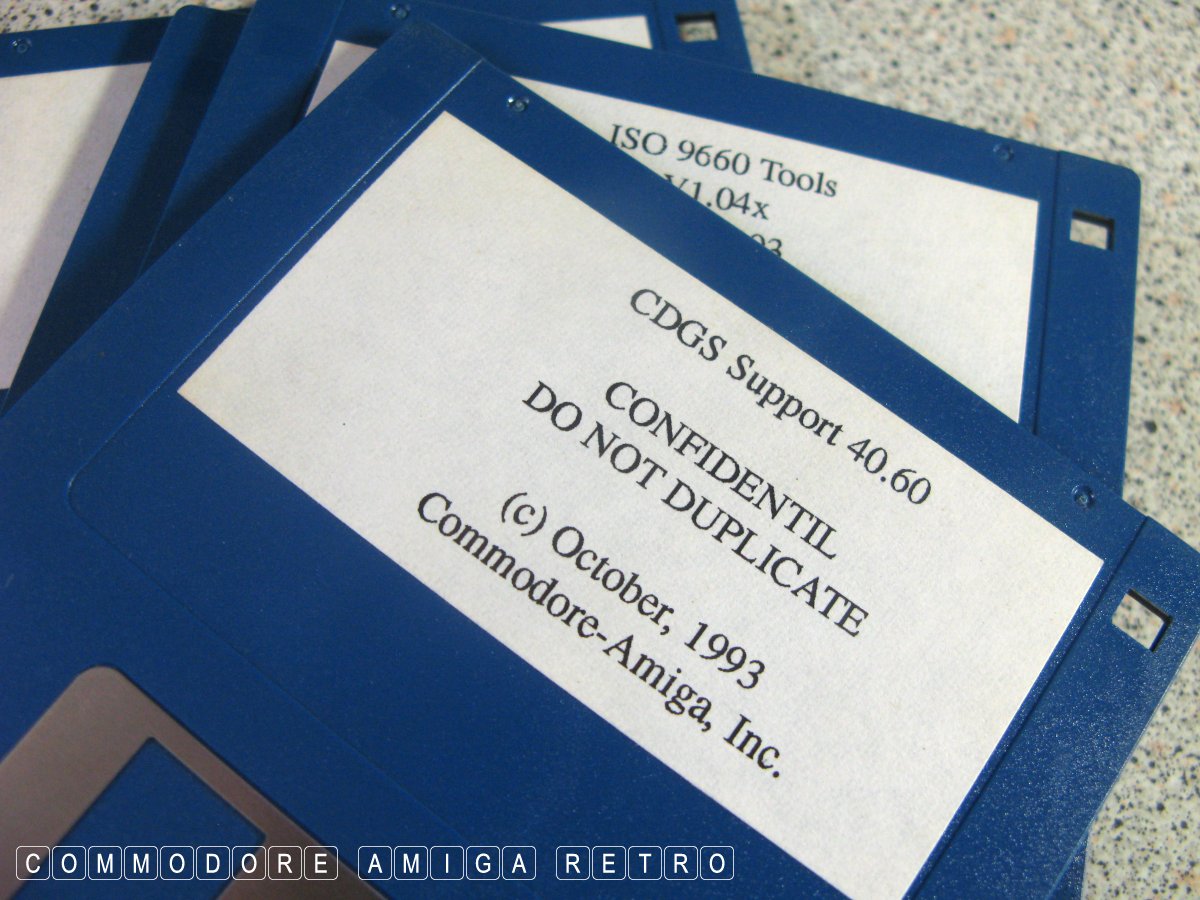 ISO 9660 Tools
V1.04x
93
CDGS Support 40.60
CONFIDENTIL
DO NOT DUPLICATE
(c) October, 1993
Commodore-Amiga, Inc.
COMMODORE AMIGA RETRO